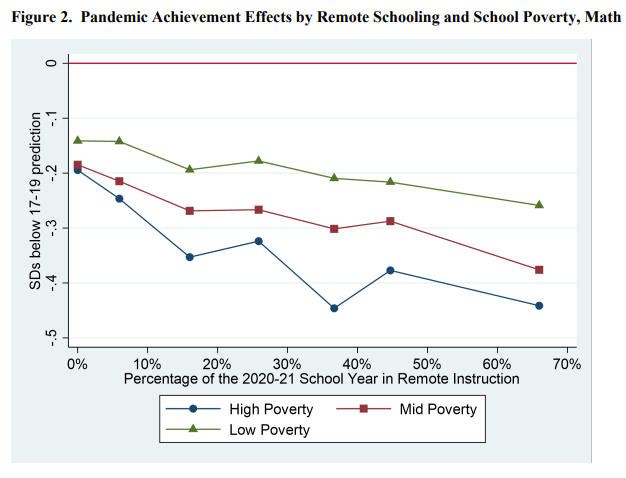 Figure 2. Pandemic Achievement Effects by Remote Schooling and School Poverty, Math
SDs below 17-19 prediction
0
-.1
-.2
-.3
-.4
-.5
0% 10% 20% 30% 40% 50% 60% 70%
Percentage of the 2020-21 School Year in Remote Instruction
High Poverty Mid Poverty
Low Poverty